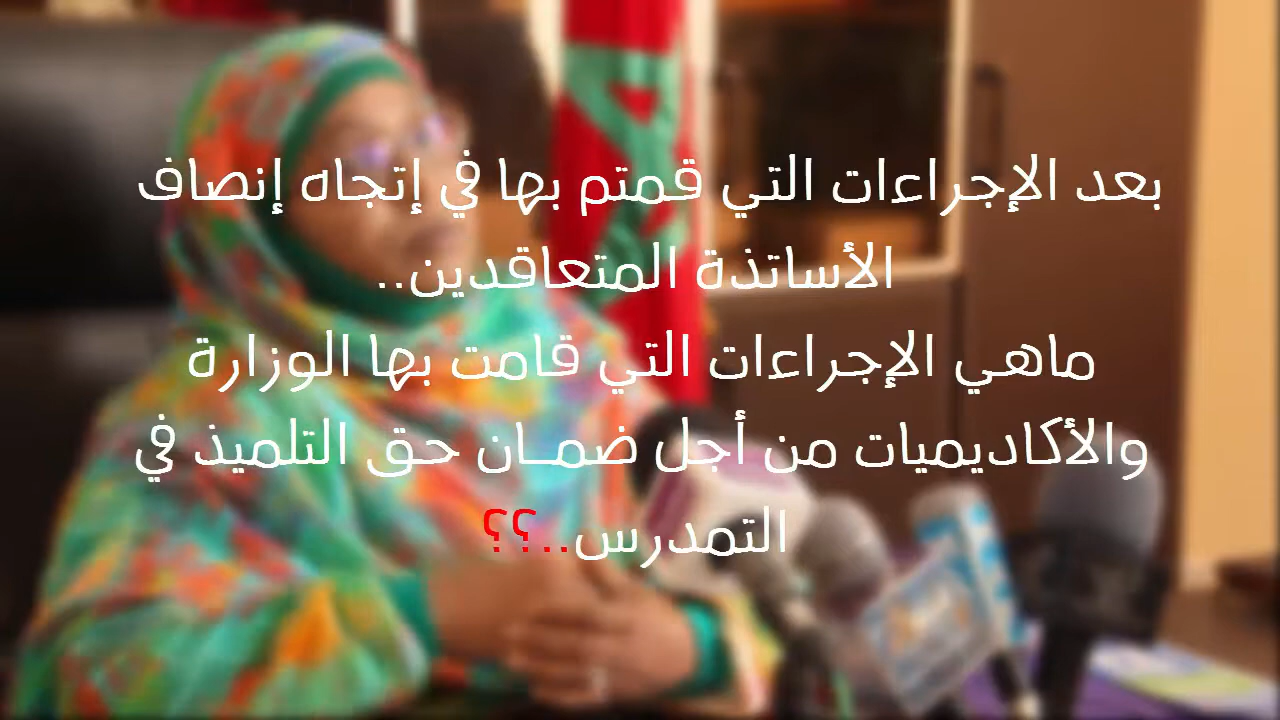 بعد الإجراءات التي قمتم بها في إتجاه إنصاف
الأساتذة المتعاقدين..
ماهي الإجراءات التي قامت بها الوزارة
والأكاديميات من أجل ضمــان حق التلميذ في
التمدرس..؟؟